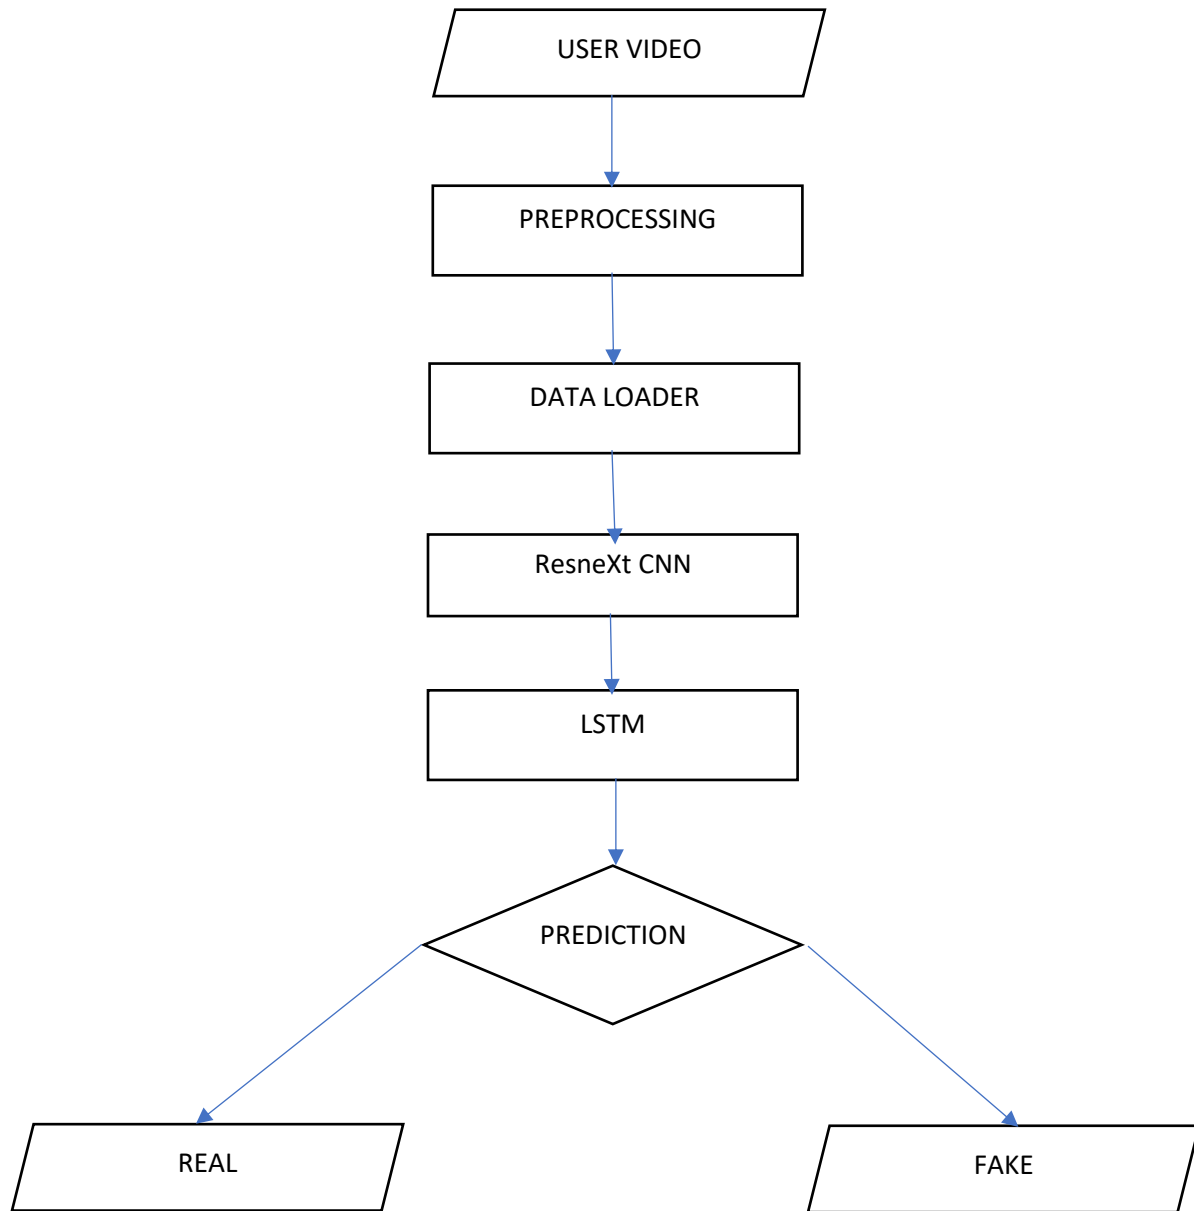 USER VIDEO
PREPROCESSING
DATA LOADER
ResneXt CNN
LSTM
PREDICTION
REAL
FAKE